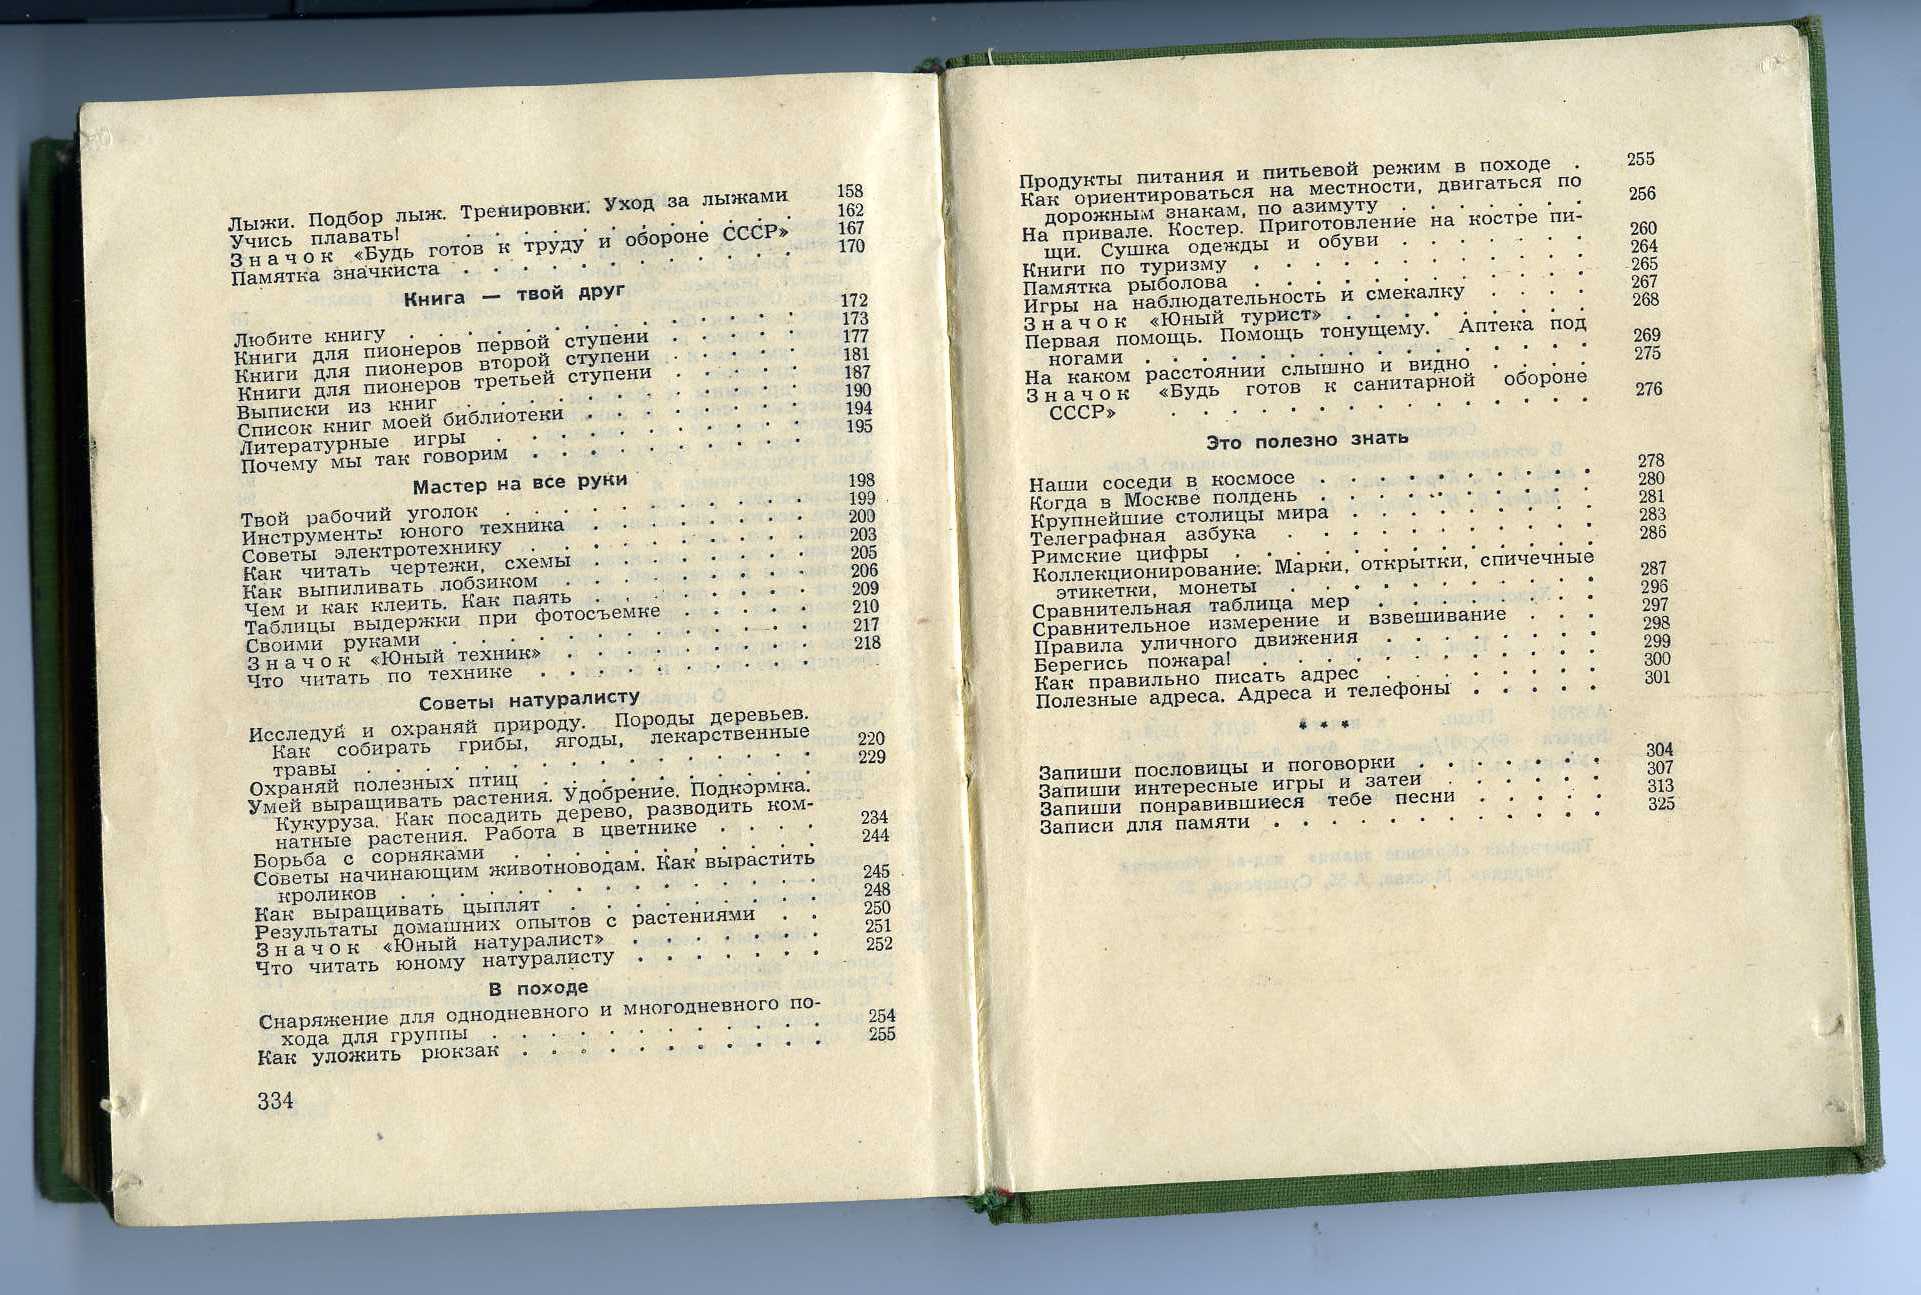 Лыжи. Подбор лыж. Тренировки. Уход за лыжами 158
Учись плавать! . . . . . . . . . . . . 162
Значок «Будь готов к труду и обороне СССР» 167
Памятка значкиста . . . . . . . . . . . . 170
Книга — твой друг
Любите книгу . . . . . . . . . . . . . . 172
Книги для пионеров первой ступени . . . . . 173
Книги для пионеров второй ступени . . . . . 177
Книги для пионеров третьей ступени . . . . . 181
Выписки из книг . . . . . . . . . . . . 187
Список книг моей библиотеки . . . . . . . . 190
Литературные игры . . . . . . . . . . . 194
Почему мы так говорим . . . . . . . . . . 195
Мастер на все руки
Твой рабочий уголок . . . . . . . . . . . 198
Инструменты юного техника . . . . . . . . 199
Советы электротехнику . . . . . . . . . . 200
Как читать чертежи, схемы . . . . . . . . 203
Как выпиливать лобзиком . . . . . . . . . 205
Чем и как клеить. Как паять . . . . . . . . 206
Таблицы выдержки при фотосъемке . . . . . 209
Своими руками . . . . . . . . . . . . . 210
Значок «Юный техник» . . . . . . . . . 217
Что читать по технике . . . . . . . . . . 218
Советы натуралисту
Исследуй и охраняй природу. Породы деревьев.
Как собирать грибы, ягоды, лекарственные
травы . . . . . . . . . . . . . . . . 220
Охраняй полезных птиц . . . . . . . . . . 229
Умей выращивать растения. Удобрение. Подкормка.
Кукуруза. Как посадить дерево, разводить ком-
натные растения. Работа в цветнике . . . . 234
Борьба с сорняками . . . . . . . . . . . 244
Советы начинающим животноводам. Как вырастить
кроликов . . . . . . . . . . . . . . . 245
Как выращивать цыплят . . . . . . . . . 248
Результаты домашних опытов с растениями . . 250
Значок «Юный натуралист» . . . . . . . 251
Что читать юному натуралисту . . . . . . . 252
В походе
Снаряжение для однодневного и многодневного по-
хода для группы . . . . . . . . . . . . 254
Как уложить рюкзак . . . . . . . . . . . 255
334
Продукты питания и питьевой режим в походе . 255
Как ориентироваться на местности, двигаться по
дорожным знакам, по азимуту . . . . . . . 256
На привале. Костер. Приготовление на костре пи-
щи. Сушка одежды и обуви . . . . . . . 260
Книги по туризму . . . . . . . . . . . . 264
Памятка рыболова . . . . . . . . . . . . 265
Игры на наблюдательность и смекалку . . . . 267
Значок «Юный турист» . . . . . . . . . 268
Первая помощь. Помощь тонущему. Аптека под
ногами . . . . . . . . . . . . . . . . 269
На каком расстоянии слышно и видно . . . . 275
Значок «Будь готов к санитарной обороне
СССР» . . . . . . . . . . . . . . . 276
Это полезно знать
Наши соседи в космосе . . . . . . . . . . 278
Когда в Москве полдень . . . . . . . . . . 280
Крупнейшие столицы мира . . . . . . . . . 281
Телеграфная азбука . . . . . . . . . . . 283
Римские цифры . . . . . . . . . . . . . 286
Коллекционирование. Марки, открытки, спичечные
этикетки, монеты . . . . . . . . . . . 287
Сравнительная таблица мер . . . . . . . . 296
Сравнительное измерение и взвешивание . . . 297
Правила уличного движения . . . . . . . . 298
Берегись пожара! . . . . . . . . . . . . 299
Как правильно писать адрес . . . . . . . . 300
Полезные адреса. Адреса и телефоны . . . . . 301
* * *
Запиши пословицы и поговорки . . . . . . . 304
Запиши интересные игры и затеи . . . . . . 307
Запиши понравившиеся тебе песни . . . . . 313
Записи для памяти . . . . . . . . . . . . 325